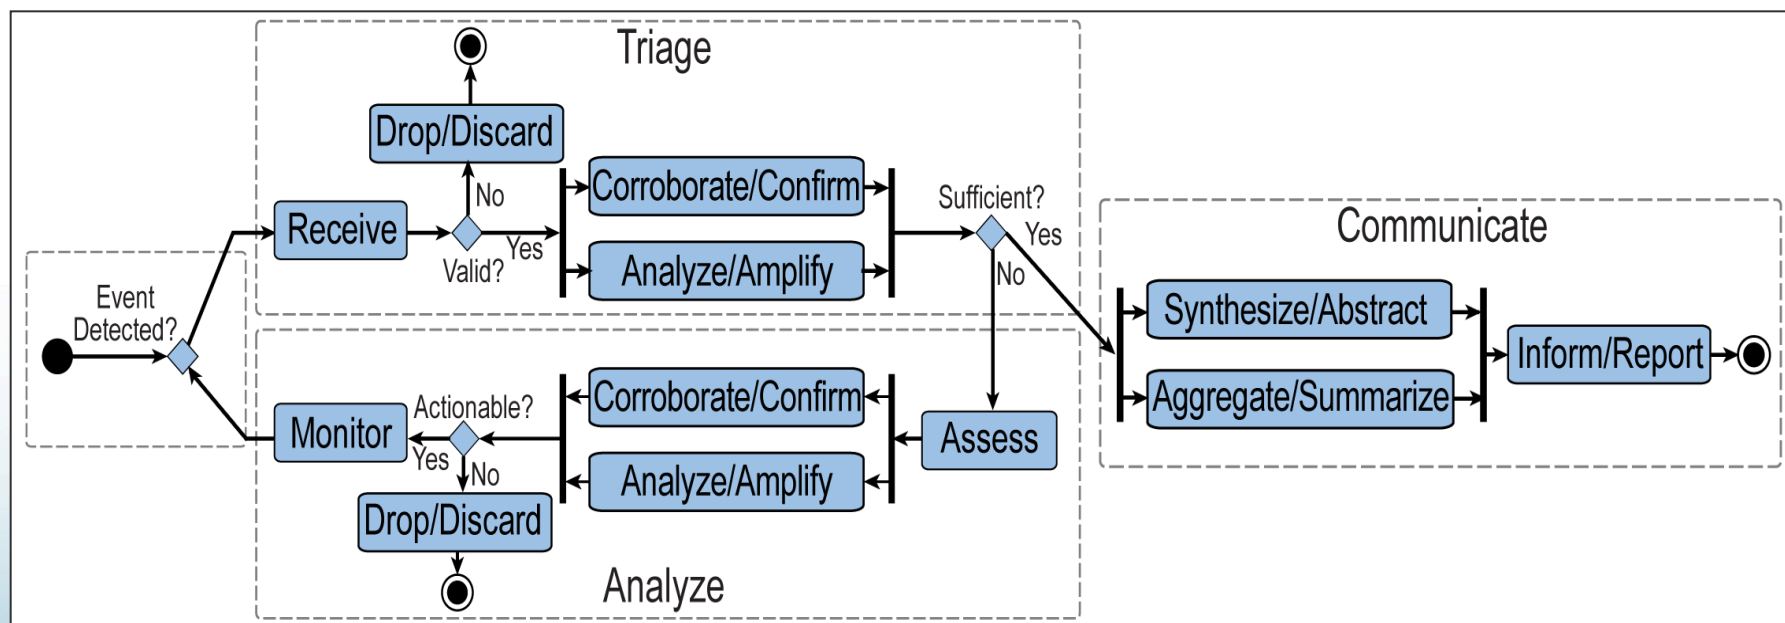 Triage
Drop/Discard
No
Receive
Valid?
Yes
Corroborate/Confirm
Analyze/Amplify
Sufficient?
Yes
No
Event
Detected?
Communicate
Synthesize/Abstract
Aggregate/Summarize
Inform/Report
Assess
Corroborate/Confirm
Analyze/Amplify
Actionable?
Yes
No
Monitor
Drop/Discard
Analyze